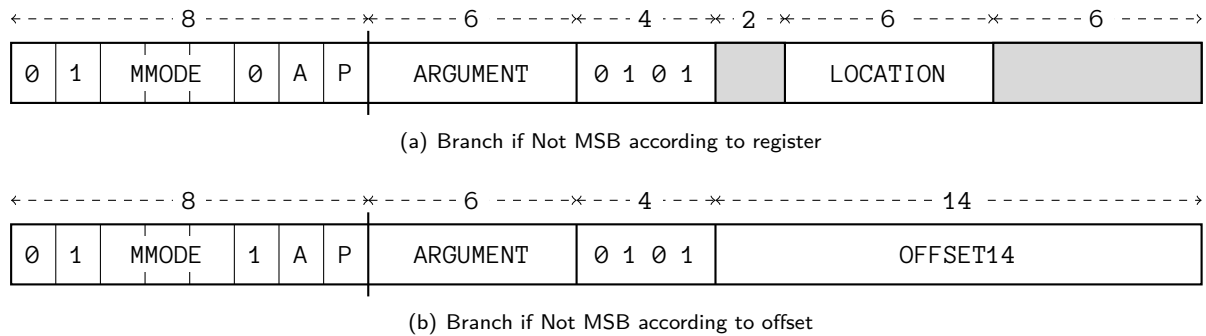 8 6 4 2 6 6
0 1 MMODE 0 A P ARGUMENT 0 1 0 1 LOCATION
(a) Branch if Not MSB according to register
8 6 4 14
0 1 MMODE 1 A P ARGUMENT 0 1 0 1 OFFSET14
(b) Branch if Not MSB according to offset